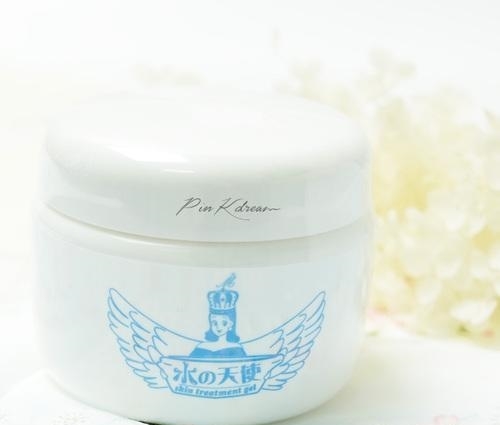 Pin Kdream
水の天使
skin treatment gel